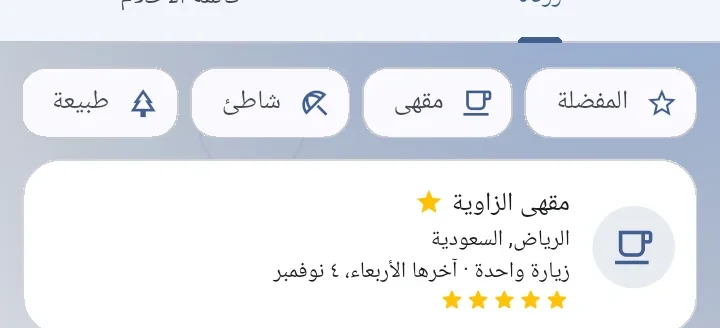 المفضلة
مقهى
شاطئ
طبيعة
مقهى الزاوية
الرياض, السعودية
زيارة واحدة · آخرها الأربعاء، ٤ نوفمبر